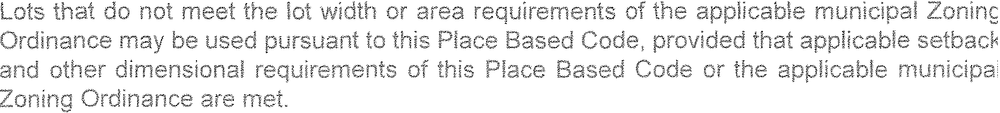 Lots that do not meet the lot width or area requirements of the applicable municipal Zoning
Ordinance may be used pursuant to this Place Based Code, provided that applicable setback
and other dimensional requirements of this Place Based Code or the applicable municipal
Zoning Ordinance are met.